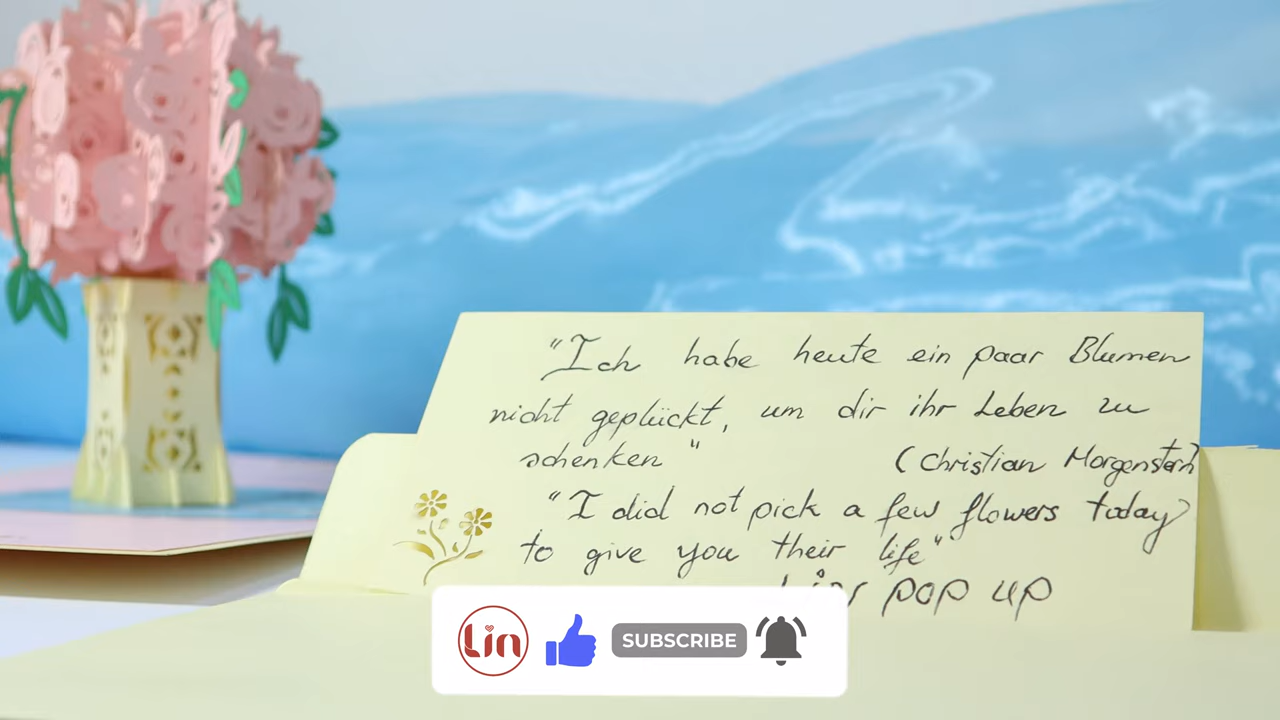 "Ich habe heute ein paar Blumen
nicht geplückt, um dir ihr Leben zu
schenken"
(Christian Morgenstern)
"I did not pick a few flowers today
to give you their life"
pop up
Lin
SUBSCRIBE